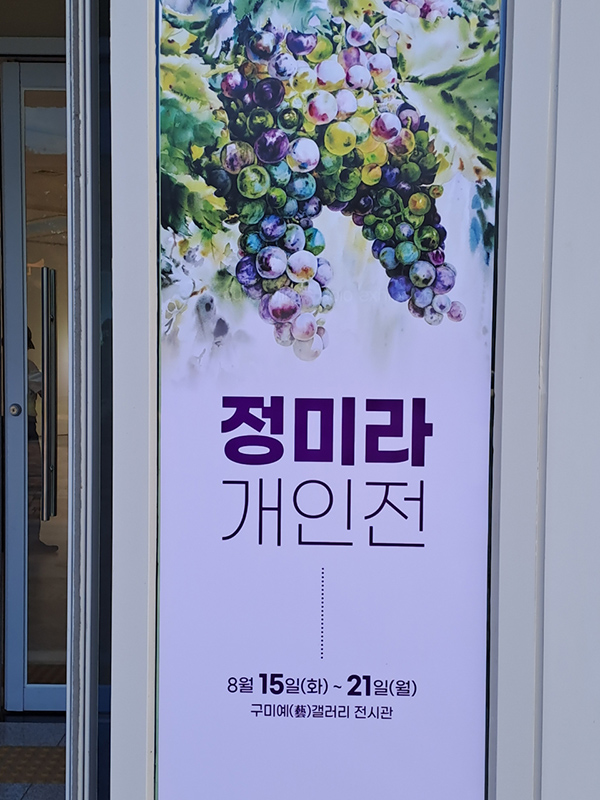 정미라
개인전
8월 15일(화) ~ 21일(월)
구미예(藝)갤러리 전시관